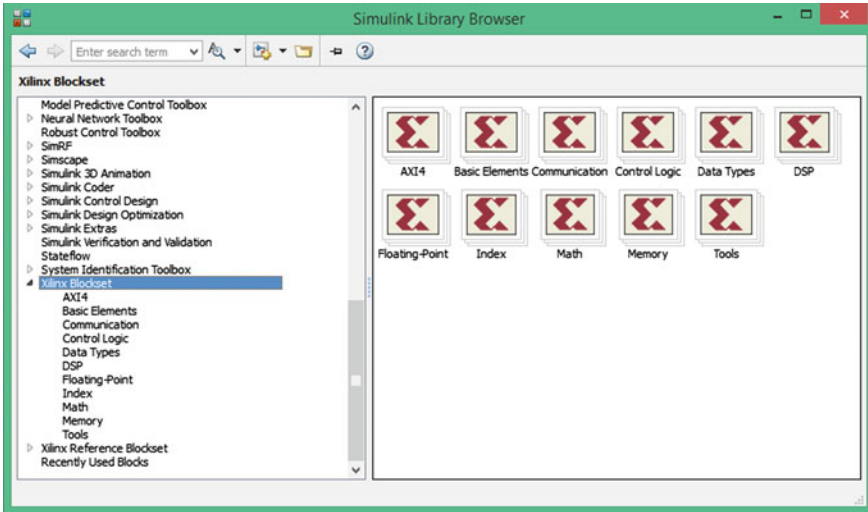 Simulink Library Browser
Enter search term
Xilinx Blockset
Model Predictive Control Toolbox
Neural Network Toolbox
Robust Control Toolbox
SimRF
Simscape
Simulink 3D Animation
Simulink Coder
Simulink Control Design
Simulink Design Optimization
Simulink Extras
Simulink Verification and Validation
Stateflow
System Identification Toolbox
Xilinx Blockset
AXI4
Basic Elements
Communication
Control Logic
Data Types
DSP
Floating-Point
Index
Math
Memory
Tools
Xilinx Reference Blockset
Recently Used Blocks
AXI4 Basic Elements Communication Control Logic Data Types DSP
Floating-Point Index Math Memory Tools